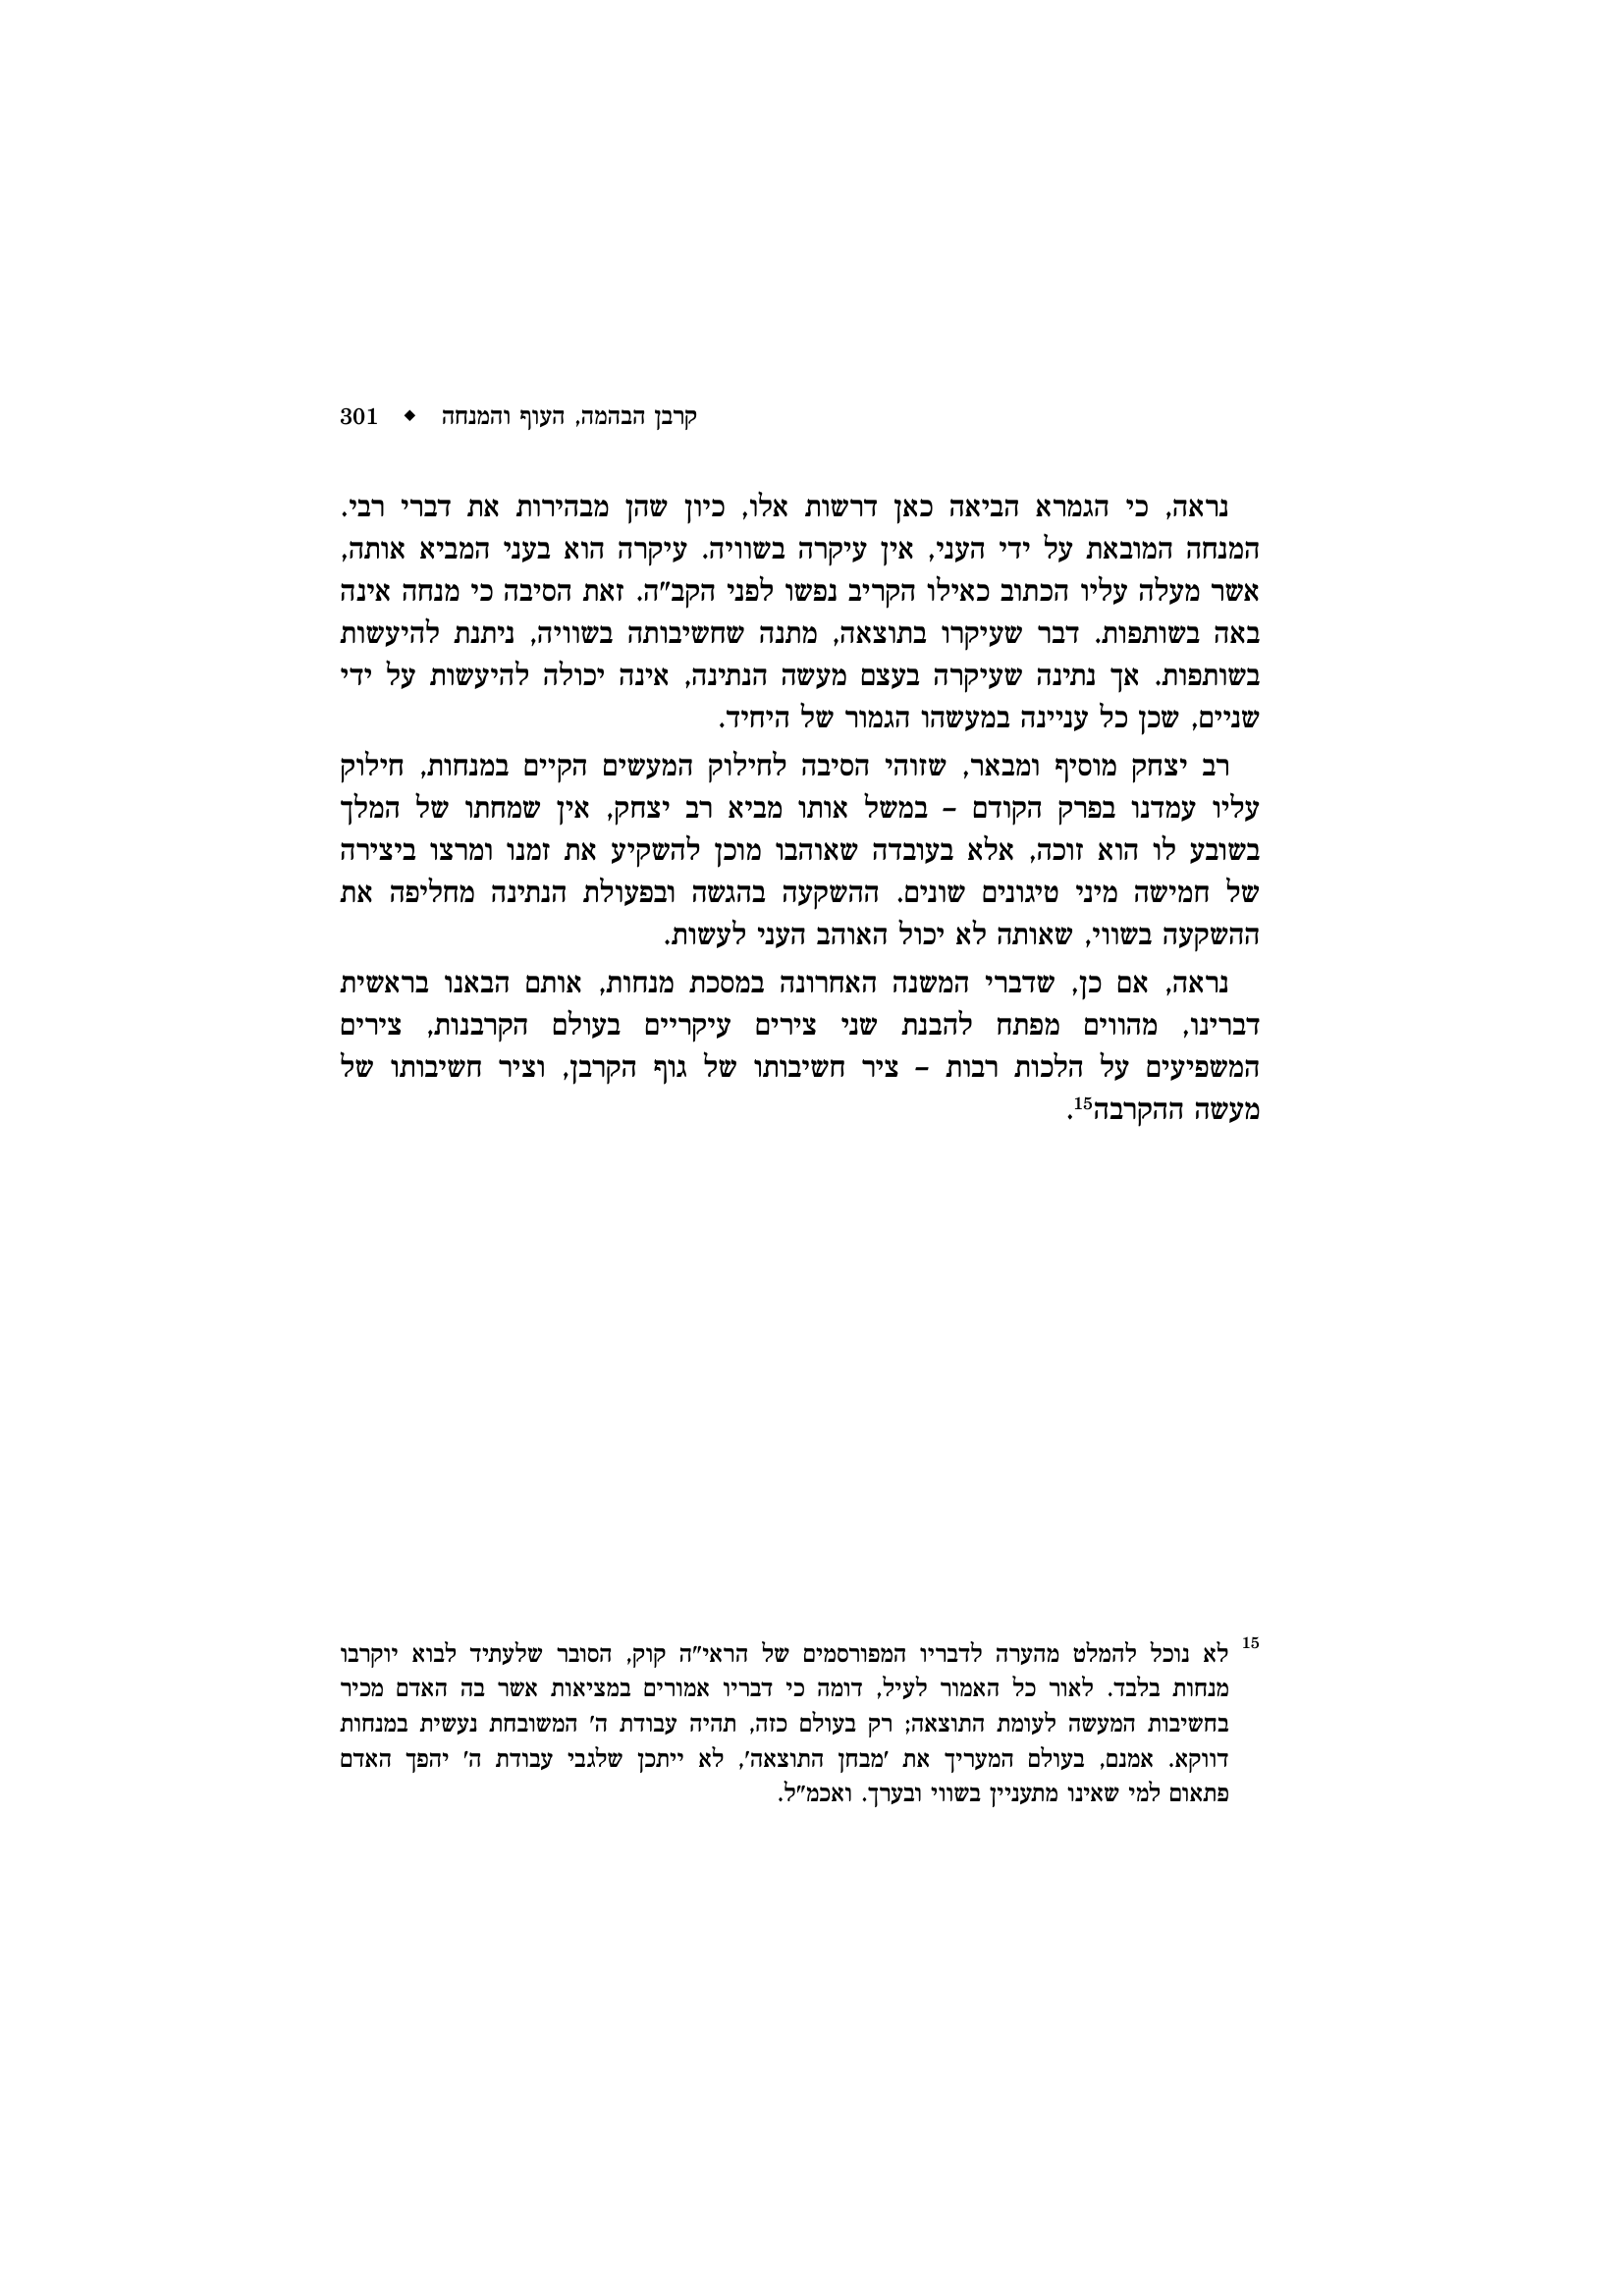 קרבן הבהמה, העוף והמנחה ◆ 301
נראה, כי הגמרא הביאה כאן דרשות אלו, כיון שהן מבהירות את דברי רבי.
המנחה המובאת על ידי העני, אין עיקרה בשוויה. עיקרה הוא בעני המביא אותה,
אשר מעלה עליו הכתוב כאילו הקריב נפשו לפני הקב"ה. זאת הסיבה כי מנחה אינה
באה בשותפות. דבר שעיקרו בתוצאה, מתנה שחשיבותה בשוויה, ניתנת להיעשות
בשותפות. אך נתינה שעיקרה בעצם מעשה הנתינה, אינה יכולה להיעשות על ידי
שניים, שכן כל עניינה במעשהו הגמור של היחיד.
רב יצחק מוסיף ומבאר, שזוהי הסיבה לחילוק המעשים הקיים במנחות, חילוק
עליו עמדנו בפרק הקודם – במשל אותו מביא רב יצחק, אין שמחתו של המלך
בשובע לו הוא זוכה, אלא בעובדה שאוהבו מוכן להשקיע את זמנו ומרצו ביצירה
של חמישה מיני טיגונים שונים. ההשקעה בהגשה ובפעולת הנתינה מחליפה את
ההשקעה בשווי, שאותה לא יכול האוהב העני לעשות.
נראה, אם כן, שדברי המשנה האחרונה במסכת מנחות, אותם הבאנו בראשית
דברינו, מהווים מפתח להבנת שני צירים עיקריים בעולם הקרבנות, צירים
המשפיעים על הלכות רבות – ציר חשיבותו של גוף הקרבן, וציר חשיבותו של
מעשה ההקרבה15.
15 לא נוכל להמלט מהערה לדבריו המפורסמים של הראי"ה קוק, הסובר שלעתיד לבוא יוקרבו
מנחות בלבד. לאור כל האמור לעיל, דומה כי דבריו אמורים במציאות אשר בה האדם מכיר
בחשיבות המעשה לעומת התוצאה; רק בעולם כזה, תהיה עבודת ה' המשובחת נעשית במנחות
דווקא. אמנם, בעולם המעריך את 'מבחן התוצאה', לא ייתכן שלגבי עבודת ה' יהפך האדם
פתאום למי שאינו מתעניין בשווי ובערך. ואכמ"ל.